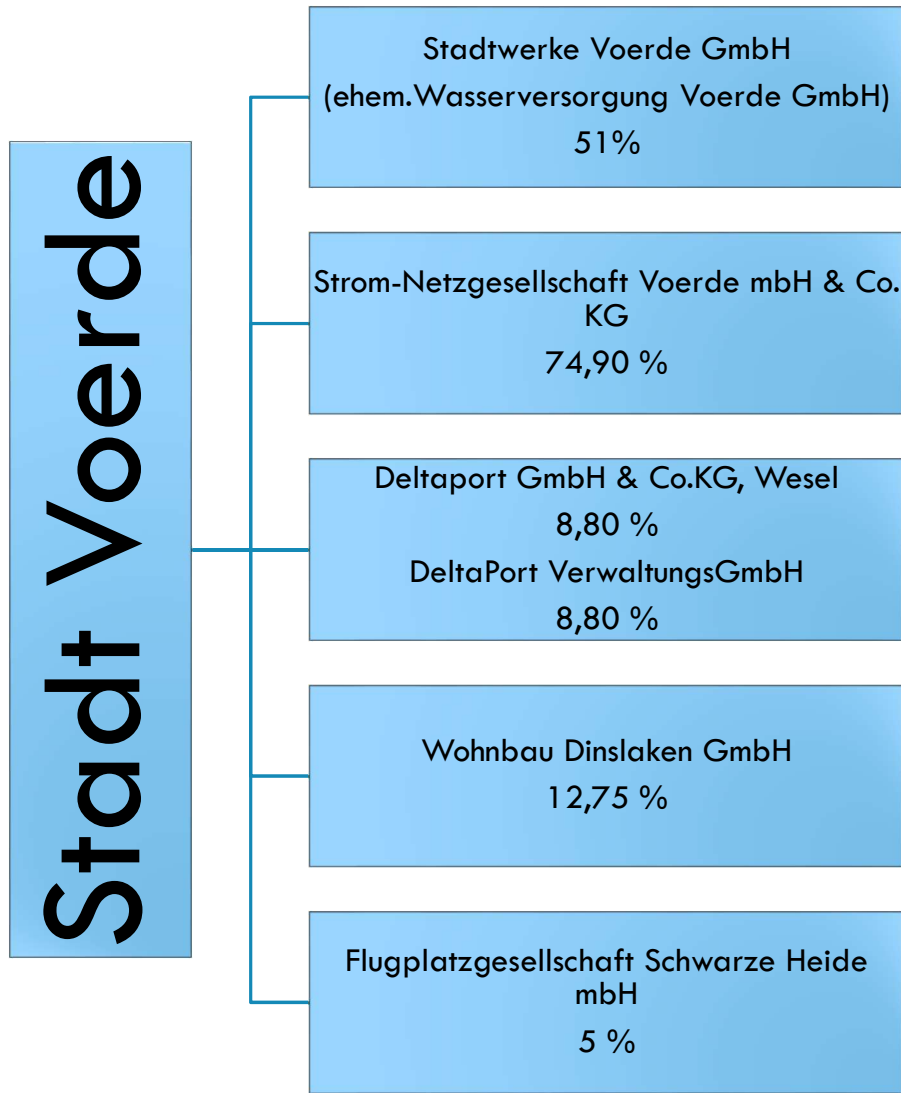 Stadt Voerde
Stadtwerke Voerde GmbH
(ehem.Wasserversorgung Voerde GmbH)
51%
Strom-Netzgesellschaft Voerde mbH & Co.
KG
74,90 %
Deltaport GmbH & Co.KG, Wesel
8,80 %
DeltaPort VerwaltungsGmbH
8,80 %
Wohnbau Dinslaken GmbH
12,75 %
Flugplatzgesellschaft Schwarze Heide
mbH
5 %